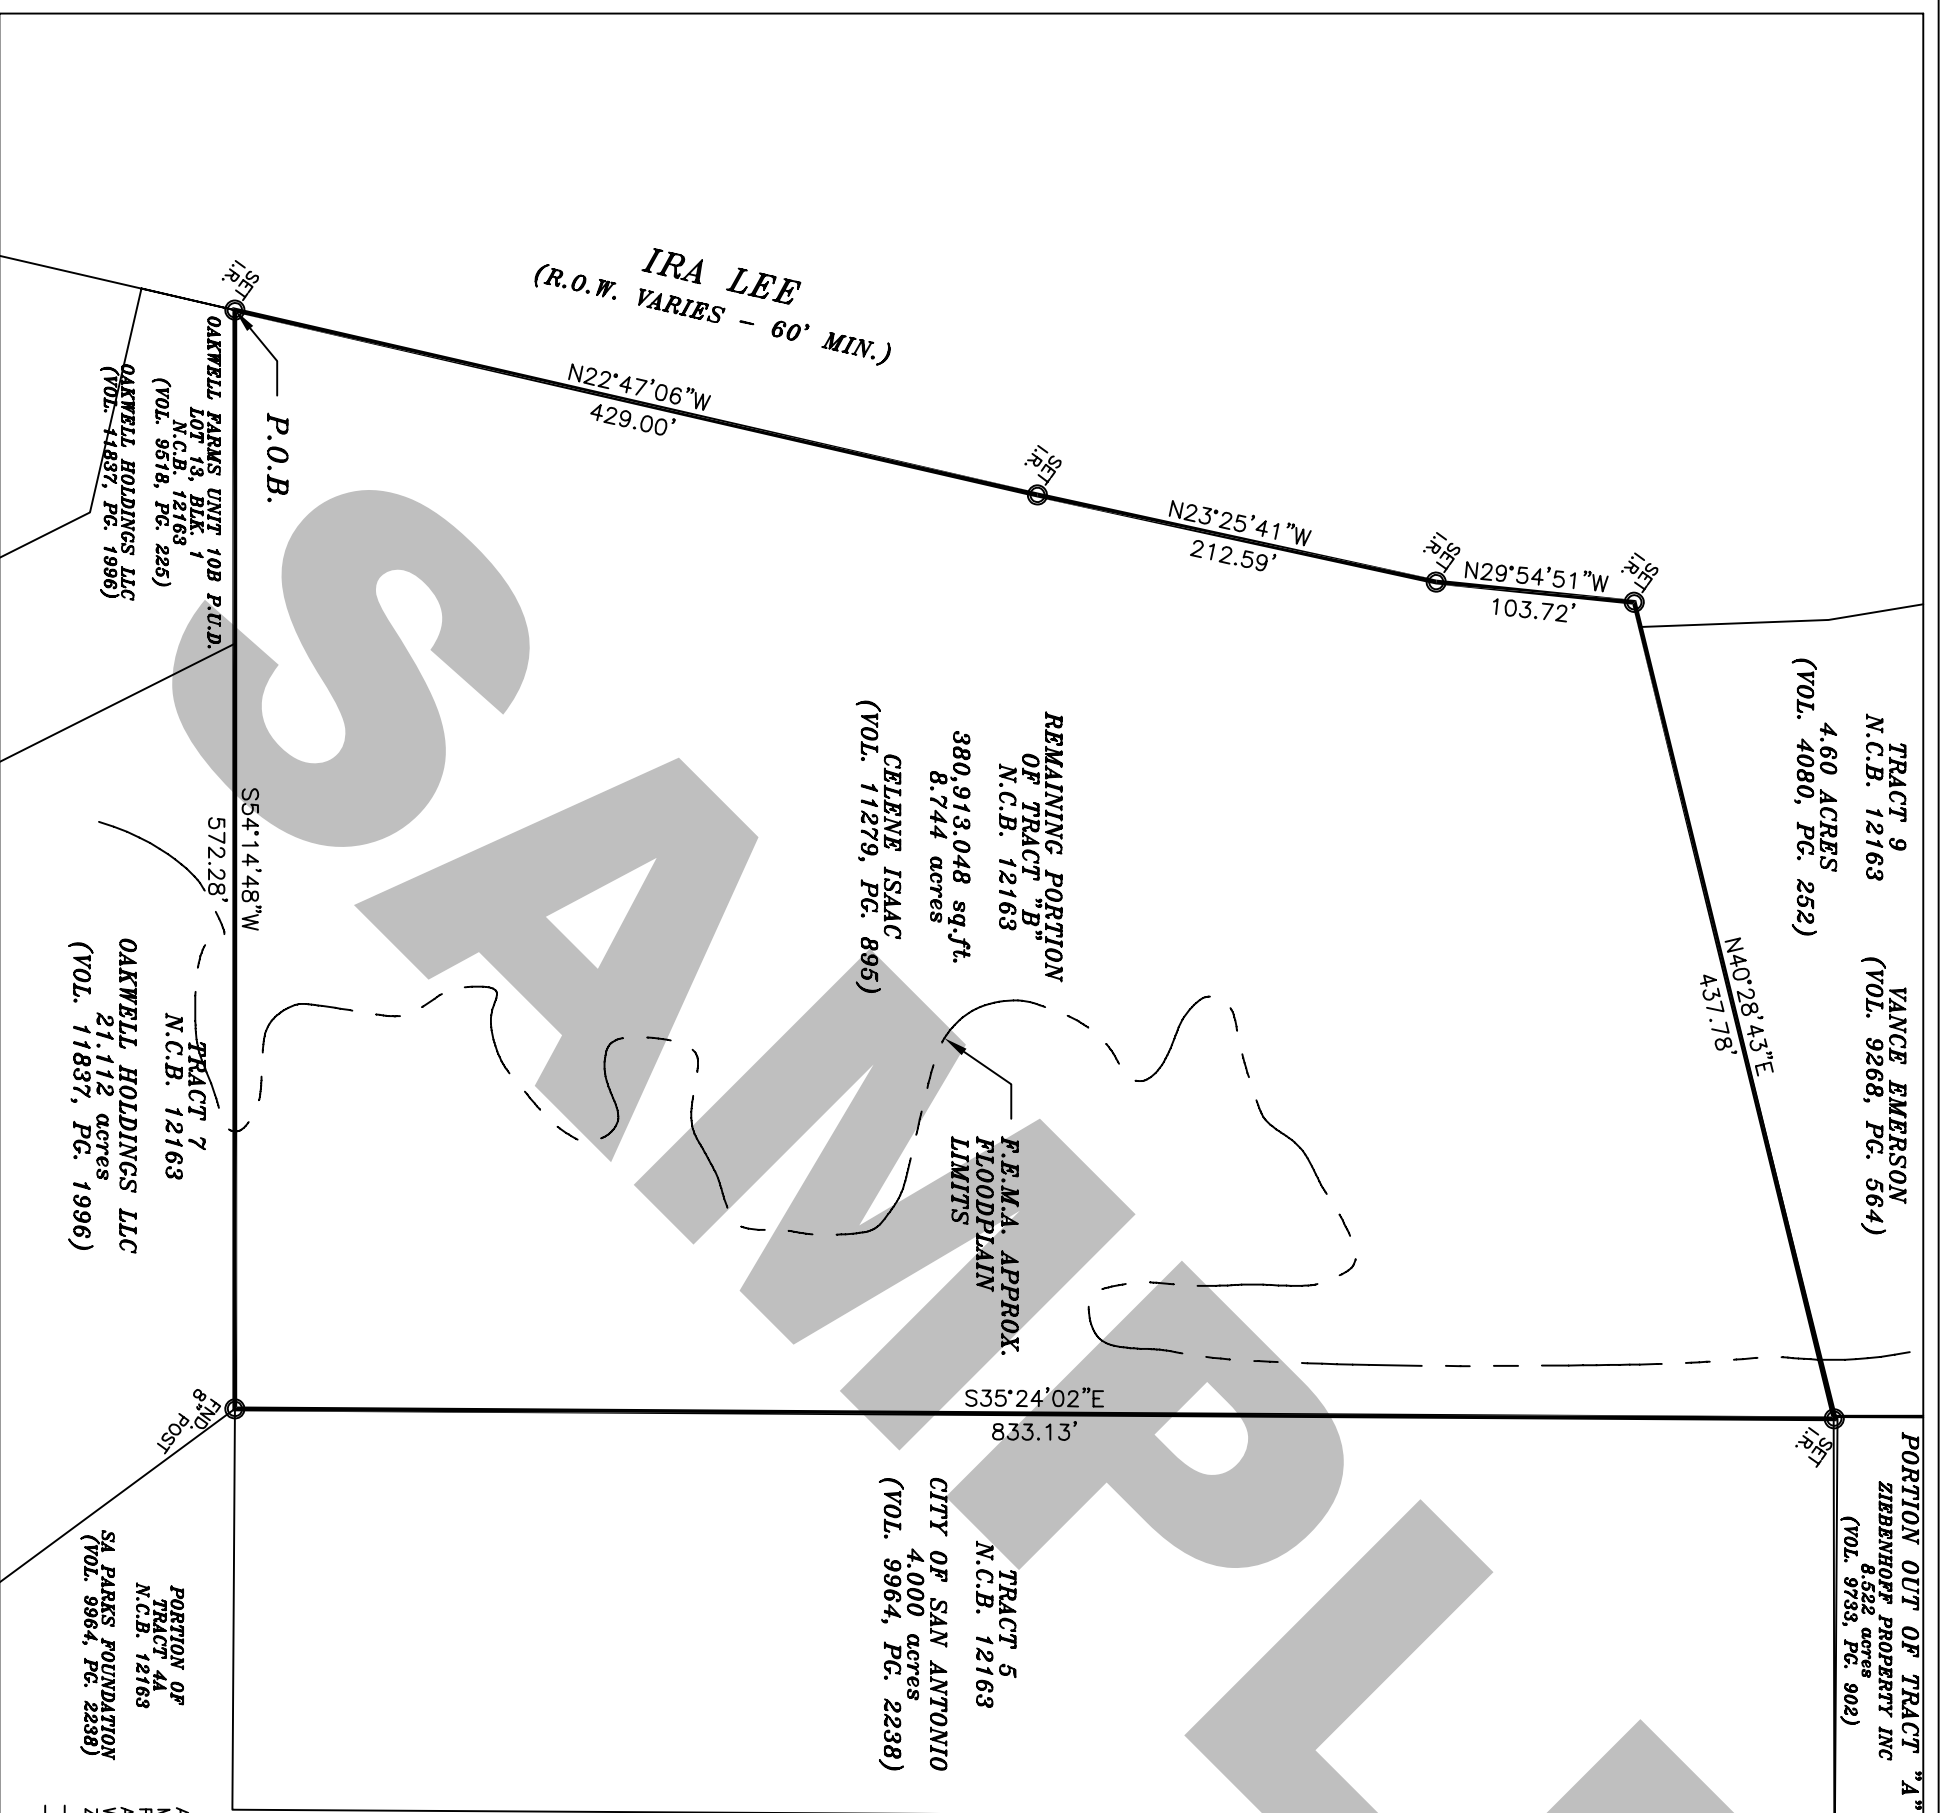 IRA LEE
(R.O.W. VARIES - 60' MIN.)
SET
I.R.
P.O.B.
N22°47'06"W
429.00'
SET
I.R.
N23°25'41"W
212.59'
SET
I.R.
N29°54'51"W
103.72'
SET
I.R.
TRACT 9
N.C.B. 12163
4.60 ACRES
(VOL. 4080, PG. 252)
VANCE EMERSON
(VOL. 9268, PG. 564)
N40°28'43"E
437.78'
SET
I.R.
PORTION OUT OF TRACT "A"
ZIEBENHOFF PROPERTY INC
8.522 acres
(VOL. 9733, PG. 902)
REMAINING PORTION
OF TRACT "B"
N.C.B. 12163
380,913.048 sq.ft.
8.744 acres
CELENE ISAAC
(VOL. 11279, PG. 895)
F.E.M.A. APPROX.
FLOODPLAIN
LIMITS
S35°24'02"E
833.13'
TRACT 5
N.C.B. 12163
CITY OF SAN ANTONIO
4.000 acres
(VOL. 9964, PG. 2238)
S54°14'48"W
572.28'
OAKWELL FARMS UNIT 10B P.U.D.
LOT 13, BLK. 1
N.C.B. 12163
(VOL. 9518, PG. 225)
OAKWELL HOLDINGS LLC
(VOL. 11837, PG. 1996)
TRACT 7
N.C.B. 12163
OAKWELL HOLDINGS LLC
21.112 acres
(VOL. 11837, PG. 1996)
FND.
8"
POST
PORTION OF
TRACT 4A
N.C.B. 12163
SA PARKS FOUNDATION
(VOL. 9964, PG. 2238)
SAMPL